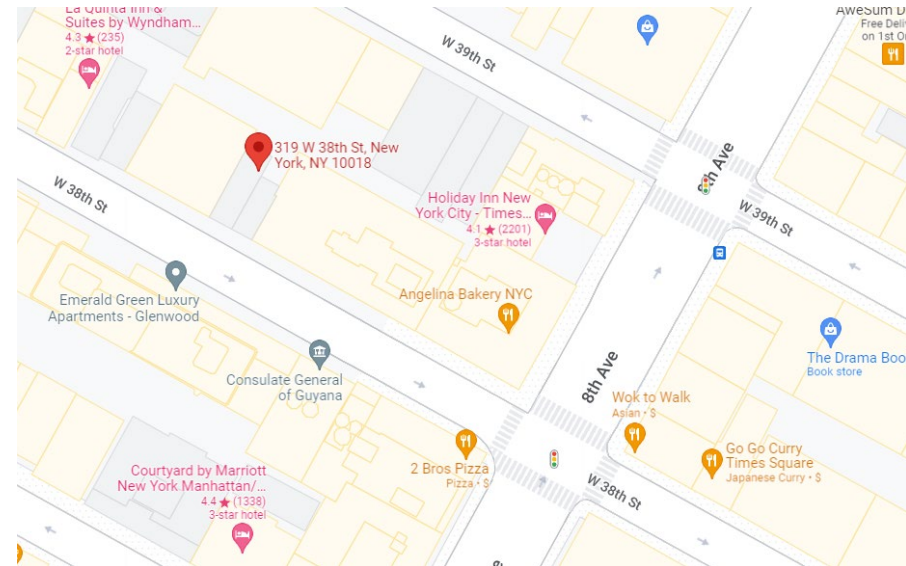 La Quinta Inn &
Suites by Wyndham...
4.3 ★ (235)
2-star hotel
W 39th St
AweSum D
Free Deli
on 1st O
319 W 38th St, New
York, NY 10018
8th Ave
W 38th St
Holiday Inn New
York City - Times...
4.1 ★ (2201)
3-star hotel
W 39th St
Emerald Green Luxury
Apartments - Glenwood
Angelina Bakery NYC
The Drama Boo
Book store
Consulate General
of Guyana
8th Ave
Wok to Walk
Asian · $
2 Bros Pizza
Pizza · $
Go Go Curry
Times Square
Japanese Curry · $
Courtyard by Marriott
New York Manhattan/...
4.4 ★ (1338)
3-star hotel
W 38th St